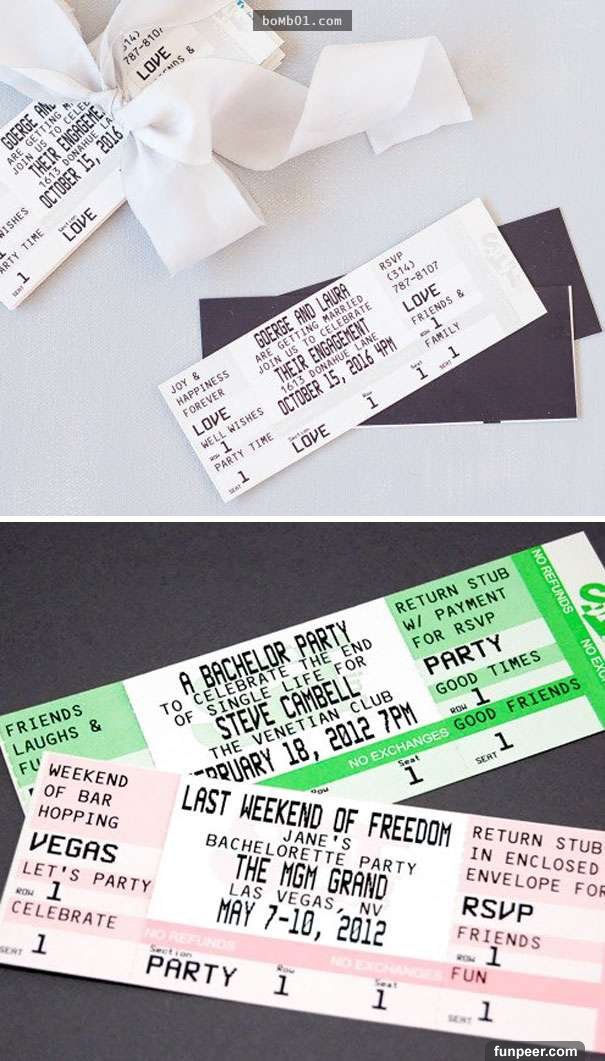 boMb01.com
(314)
787-8107
LOVE
GOERGE AND
ARE GETTING MAR
JOIN US TO CELEB
THEIR ENGAGEMENT
1613 DONAHUE LANE
OCTOBER 15, 2016
WISHES
PARTY TIME
SEAT 1
Section
LOVE
JOY &
HAPPINESS
FOREVER
LOVE
WELL WISHES
ROW 1
PARTY TIME
SEAT 1
GOERGE AND LAURA
ARE GETTING MARRIED
JOIN US TO CELEBRATE
THEIR ENGAGEMENT
1613 DONAHUE LANE
OCTOBER 15, 2016 4PM
Section
LOVE
Row
1
Seat
1
RSVP
(314)
787-8107
LOVE
FRIENDS &
ROW 1
FAMILY
SEAT 1
FRIENDS
LAUGHS &
FU
A BACHELOR PARTY
TO CELEBRATE THE END
OF SINGLE LIFE FOR
STEVE CAMBELL
THE VENETIAN CLUB
EBRUARY 18, 2012 7PM
NO EXCHANGES
Row
Seat
1
RETURN STUB
W/ PAYMENT
FOR RSVP
PARTY
GOOD TIMES
ROW 1
GOOD FRIENDS
SEAT 1
NO REFUNDS
NO EXC
WEEKEND
OF BAR
HOPPING
VEGAS
LET'S PARTY
ROW 1
CELEBRATE
SEAT 1
LAST WEEKEND OF FREEDOM
JANE'S
BACHELORETTE PARTY
THE MGM GRAND
LAS VEGAS, NV
MAY 7-10, 2012
NO REFUNDS
NO EXCHANGES
Section
PARTY
Row
1
Seat
1
RETURN STUB
IN ENCLOSED
ENVELOPE FOR
RSVP
FRIENDS
ROW 1
FUN
SEAT 1
funpeer.com